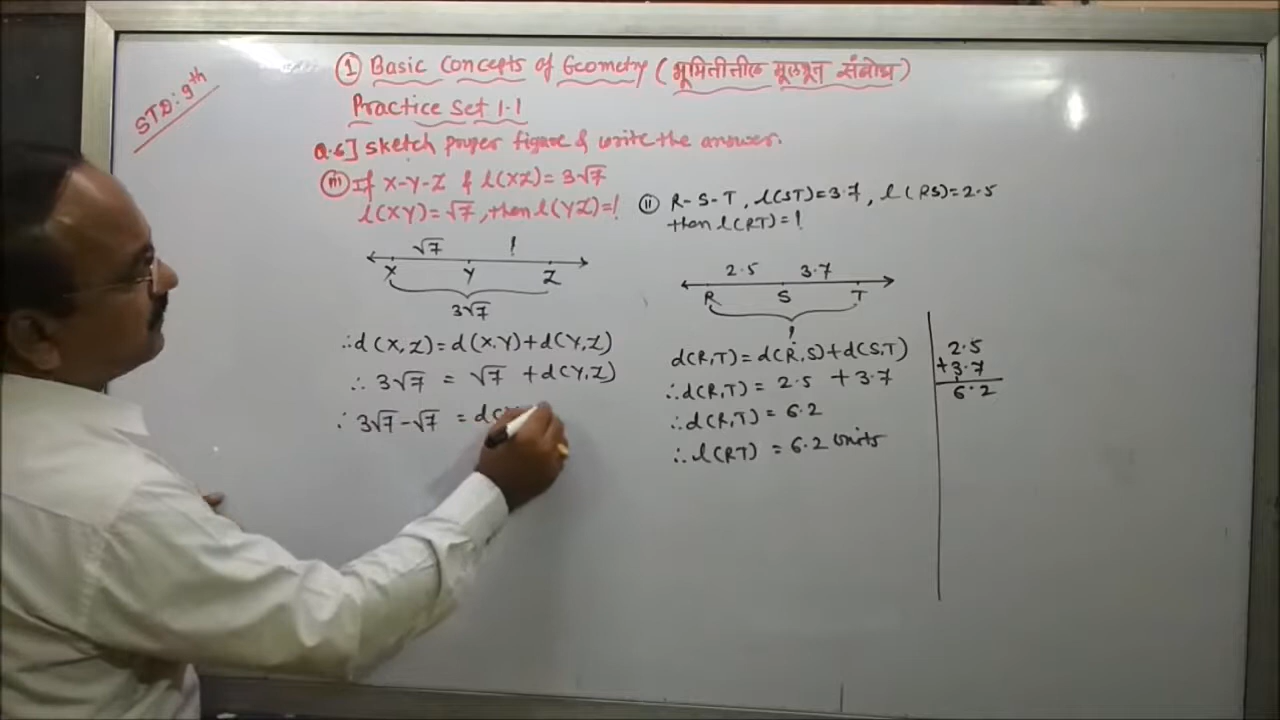 STD: 9th
① Basic Concepts of Geometry (भूमितीतील मूलभूत संबोध)
Practice Set 1.1
Q.6] Sketch proper figure & write the answer.
(iii) If X-Y-Z & l(XZ)=3√7
l(XY)=√7, then l(YZ)=?
√7 ?
X Y Z
3√7
∴d(X,Z)=d(X,Y)+d(Y,Z)
∴ 3√7 = √7 + d(Y,Z)
∴ 3√7-√7 = d(
(ii) R-S-T, l(ST)=3.7, l(RS)=2.5
then l(RT)=?
2.5 3.7
R S T
?
d(R,T)=d(R,S)+d(S,T)
∴d(R,T)= 2.5 + 3.7
∴d(R,T)= 6.2
∴l(RT) = 6.2 units
2.5
+3.7
6.2